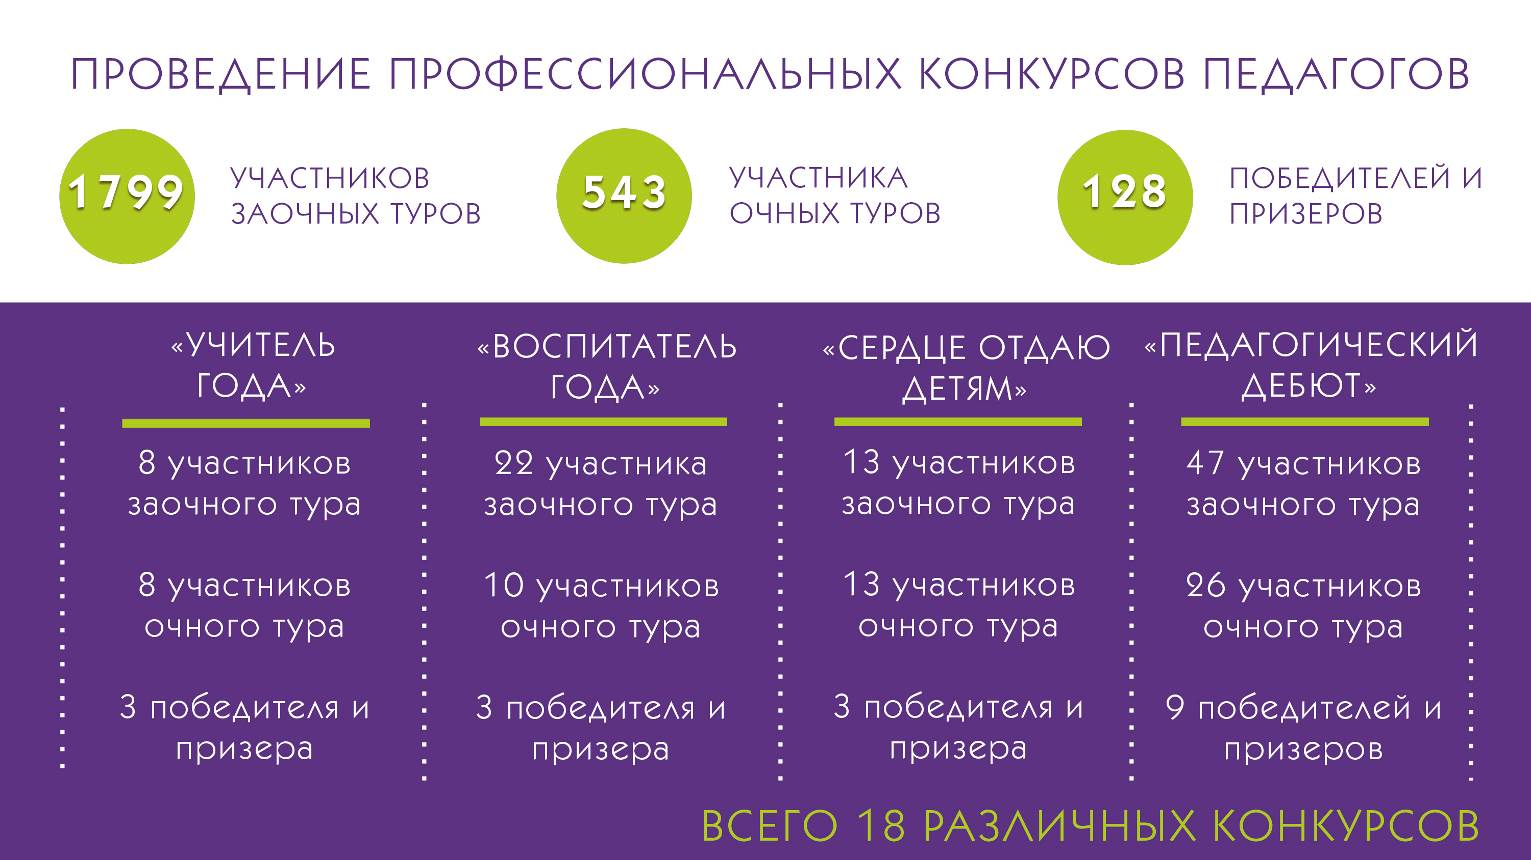 ПРОВЕДЕНИЕ ПРОФЕССИОНАЛЬНЫХ КОНКУРСОВ ПЕДАГОГОВ
1799
УЧАСТНИКОВ
ЗАОЧНЫХ ТУРОВ
543
УЧАСТНИКА
ОЧНЫХ ТУРОВ
128
ПОБЕДИТЕЛЕЙ И
ПРИЗЕРОВ
«УЧИТЕЛЬ
ГОДА»
8 участников
заочного тура
8 участников
очного тура
3 победителя и
призера
«ВОСПИТАТЕЛЬ
ГОДА»
22 участника
заочного тура
10 участников
очного тура
3 победителя и
призера
«СЕРДЦЕ ОТДАЮ
ДЕТЯМ»
13 участников
заочного тура
13 участников
очного тура
3 победителя и
призера
«ПЕДАГОГИЧЕСКИЙ
ДЕБЮТ»
47 участников
заочного тура
26 участников
очного тура
9 победителей и
призеров
ВСЕГО 18 РАЗЛИЧНЫХ КОНКУРСОВ